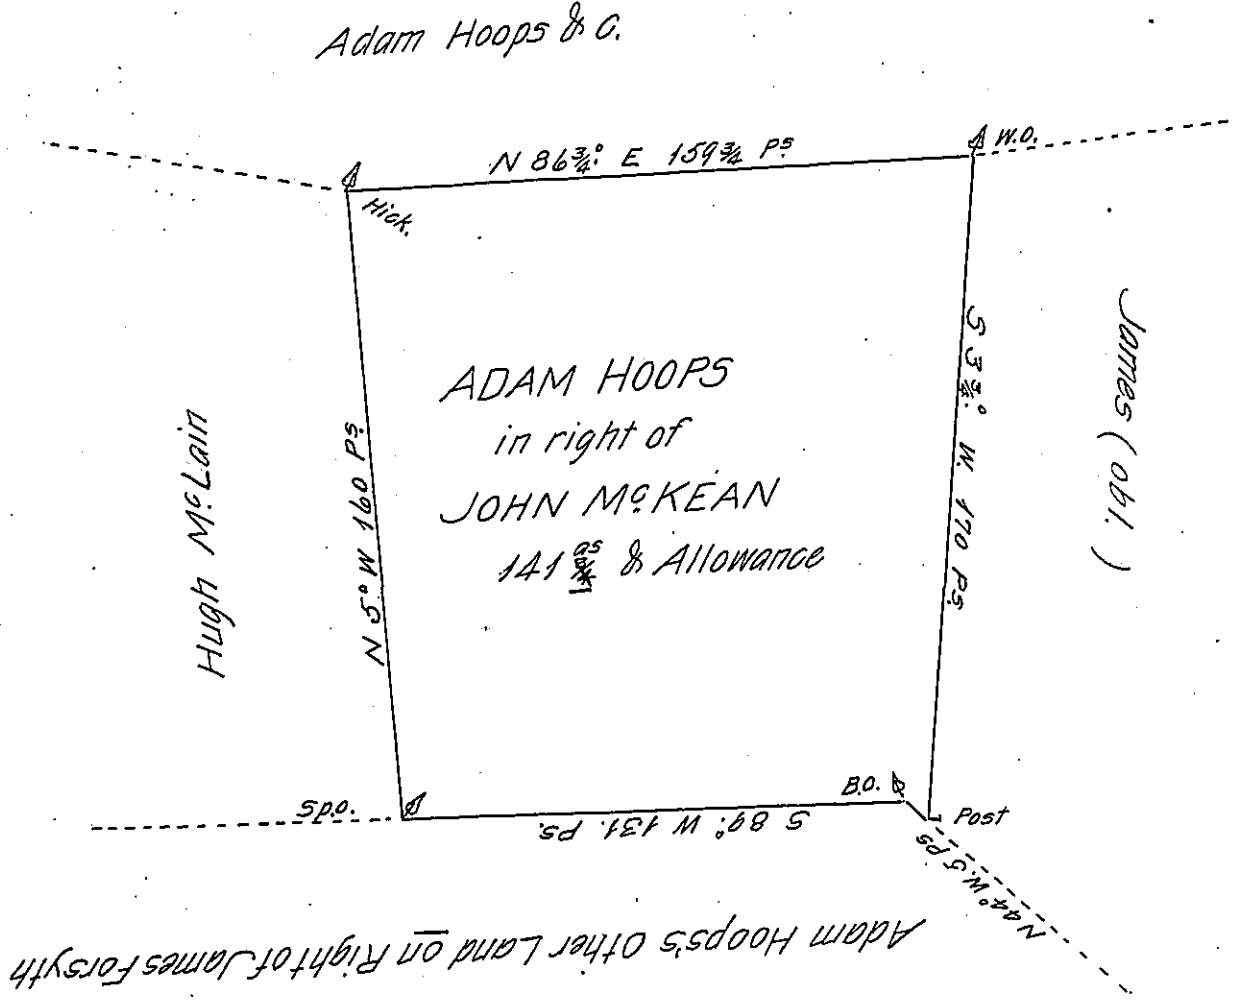 Adam Hoops & C.
N 86¾° E 159¾ Ps
W.O.
Hick.
S 3¾° W. 170 Ps.
James (obl.)
ADAM HOOPS
in right of
JOHN McKEAN
141 as & Allowance
Hugh McLain
N 5° W 160 Ps
Sp.O.
B.O.
Post
S 89° W 131. Ps.
N 44° W. 5 Ps
Adam Hoops's Other Land on Right of James Forsyth